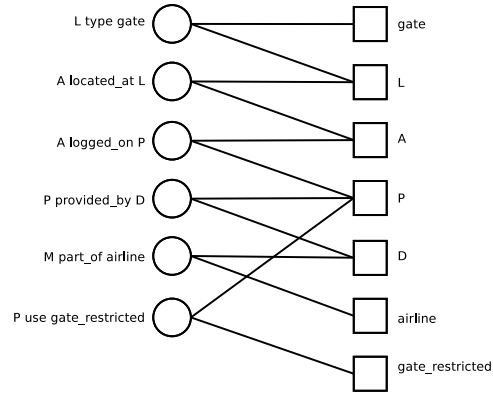 L type gate
gate
A located_at L
L
A logged_on P
A
P provided_by D
P
M part_of airline
D
P use gate_restricted
airline
gate_restricted